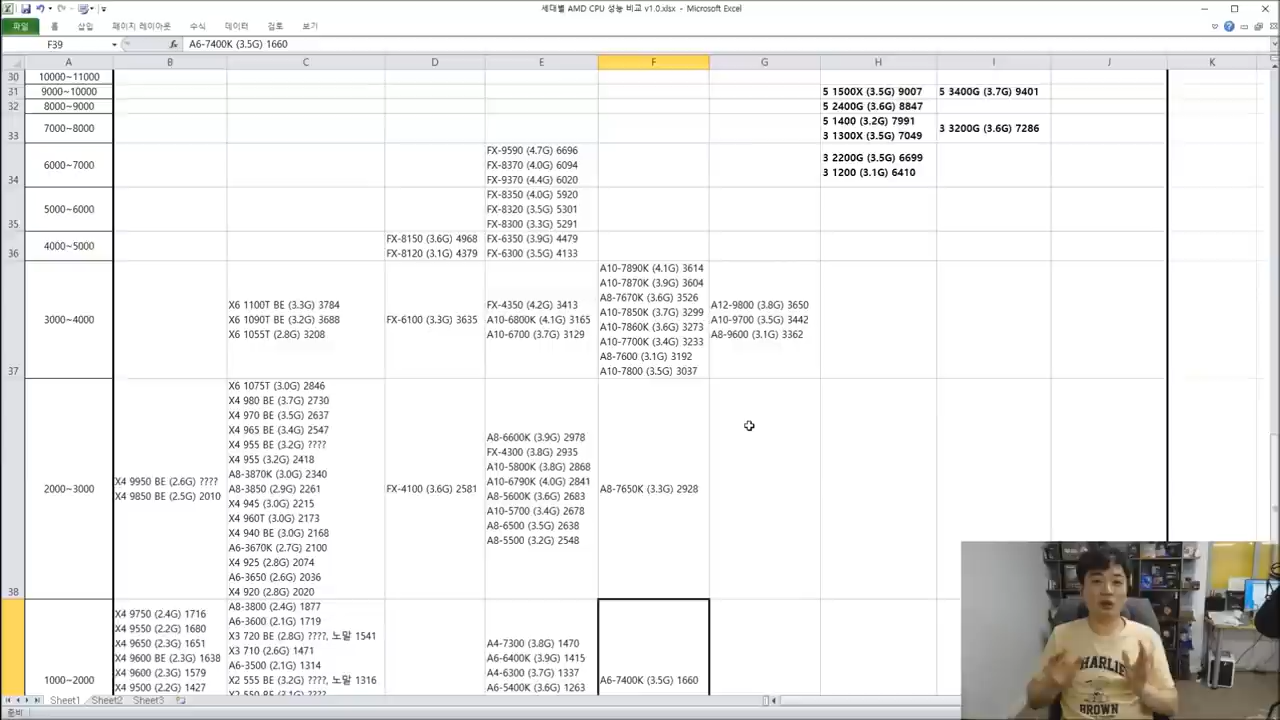 세대별 AMD CPU 성능 비교 v1.0.xlsx - Microsoft Excel
파일 홈 삽입 페이지 레이아웃 수식 데이터 검토 보기
F39 fx A6-7400K (3.5G) 1660
A B C D E F G H I J K
30 10000~11000
31 9000~10000 5 1500X (3.5G) 9007 5 3400G (3.7G) 9401
32 8000~9000 5 2400G (3.6G) 8847
33 7000~8000
5 1400 (3.2G) 7991
3 1300X (3.5G) 7049
3 3200G (3.6G) 7286
34 6000~7000
FX-9590 (4.7G) 6696
FX-8370 (4.0G) 6094
FX-9370 (4.4G) 6020
3 2200G (3.5G) 6699
3 1200 (3.1G) 6410
35 5000~6000
FX-8350 (4.0G) 5920
FX-8320 (3.5G) 5301
FX-8300 (3.3G) 5291
36 4000~5000
FX-8150 (3.6G) 4968
FX-8120 (3.1G) 4379
FX-6350 (3.9G) 4479
FX-6300 (3.5G) 4133
37 3000~4000
X6 1100T BE (3.3G) 3784
X6 1090T BE (3.2G) 3688
X6 1055T (2.8G) 3208
FX-6100 (3.3G) 3635
FX-4350 (4.2G) 3413
A10-6800K (4.1G) 3165
A10-6700 (3.7G) 3129
A10-7890K (4.1G) 3614
A10-7870K (3.9G) 3604
A8-7670K (3.6G) 3526
A10-7850K (3.7G) 3299
A10-7860K (3.6G) 3273
A10-7700K (3.4G) 3233
A8-7600 (3.1G) 3192
A10-7800 (3.5G) 3037
A12-9800 (3.8G) 3650
A10-9700 (3.5G) 3442
A8-9600 (3.1G) 3362
38 2000~3000
X4 9950 BE (2.6G) ????
X4 9850 BE (2.5G) 2010
X6 1075T (3.0G) 2846
X4 980 BE (3.7G) 2730
X4 970 BE (3.5G) 2637
X4 965 BE (3.4G) 2547
X4 955 BE (3.2G) ????
X4 955 (3.2G) 2418
A8-3870K (3.0G) 2340
A8-3850 (2.9G) 2261
X4 945 (3.0G) 2215
X4 960T (3.0G) 2173
X4 940 BE (3.0G) 2168
A6-3670K (2.7G) 2100
X4 925 (2.8G) 2074
A6-3650 (2.6G) 2036
X4 920 (2.8G) 2020
FX-4100 (3.6G) 2581
A8-6600K (3.9G) 2978
FX-4300 (3.8G) 2935
A10-5800K (3.8G) 2868
A10-6790K (4.0G) 2841
A8-5600K (3.6G) 2683
A10-5700 (3.4G) 2678
A8-6500 (3.5G) 2638
A8-5500 (3.2G) 2548
A8-7650K (3.3G) 2928
1000~2000
X4 9750 (2.4G) 1716
X4 9550 (2.2G) 1680
X4 9650 (2.3G) 1651
X4 9600 BE (2.3G) 1638
X4 9600 (2.3G) 1579
X4 9500 (2.2G) 1427
A8-3800 (2.4G) 1877
A6-3600 (2.1G) 1719
X3 720 BE (2.8G) ????, 노말 1541
X3 710 (2.6G) 1471
A6-3500 (2.1G) 1314
X2 555 BE (3.2G) ????, 노말 1316
A4-7300 (3.8G) 1470
A6-6400K (3.9G) 1415
A4-6300 (3.7G) 1337
A6-5400K (3.6G) 1263
A6-7400K (3.5G) 1660
CHARLIE
BROWN
Sheet1 Sheet2 Sheet3
준비